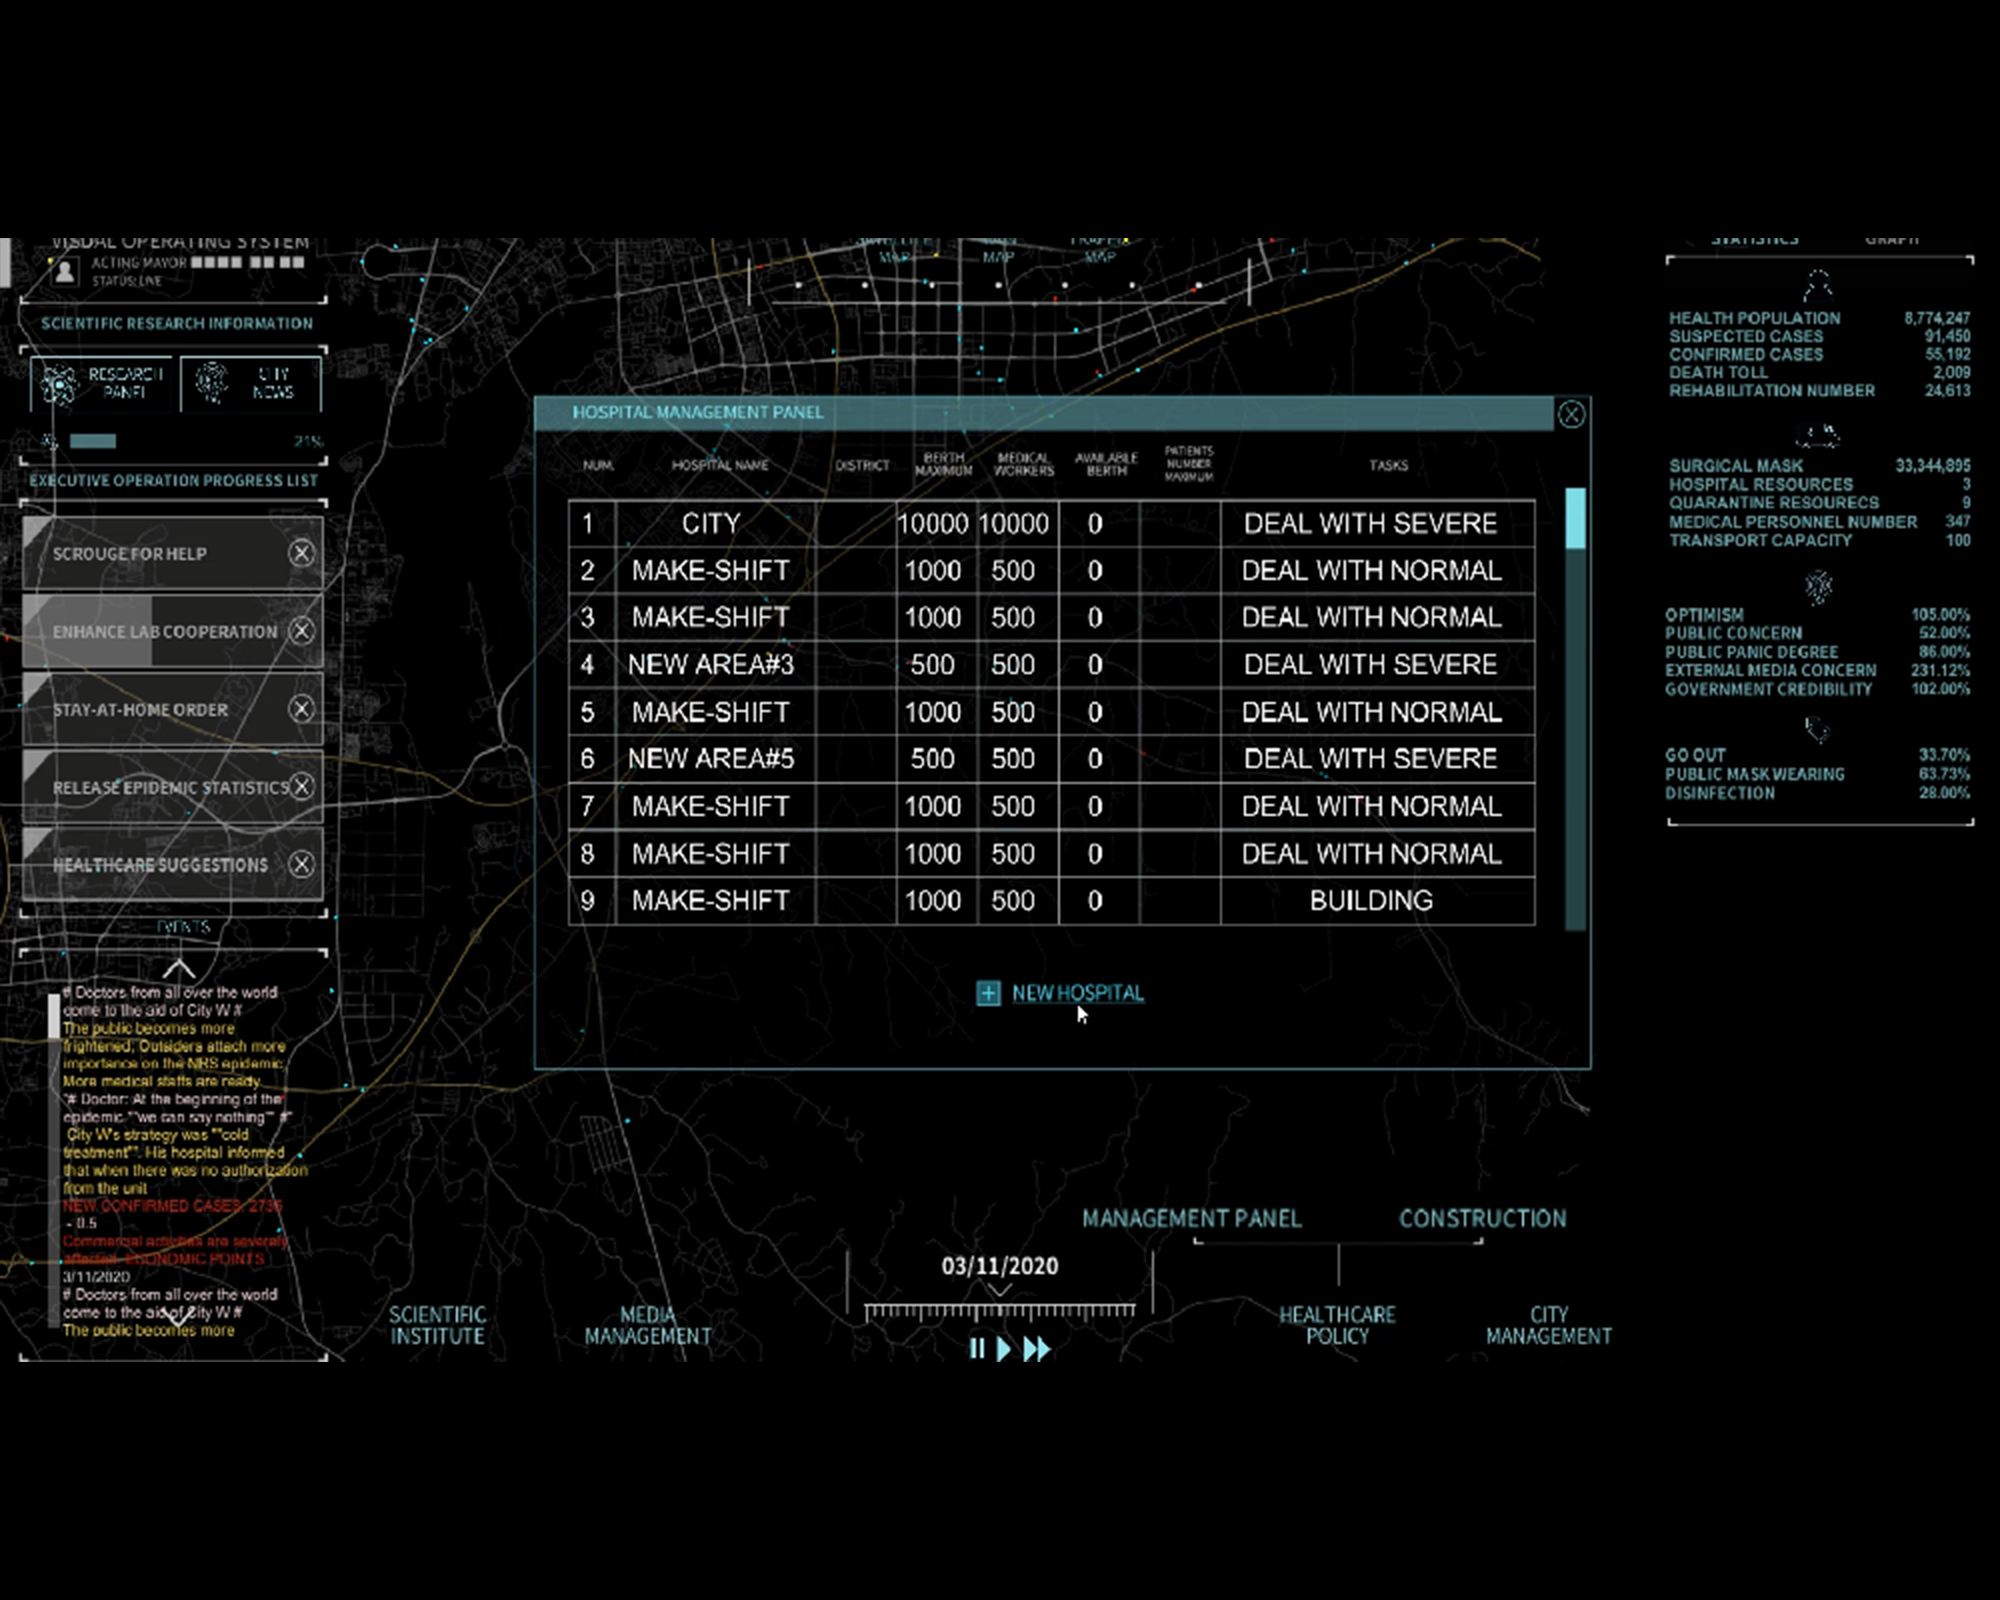 VISUAL OPERATING SYSTEM
ACTING MAYOR
STATUS: LIVE
SCIENTIFIC RESEARCH INFORMATION
RESEARCH PANEL
CITY NEWS
21%
EXECUTIVE OPERATION PROGRESS LIST
SCROUGE FOR HELP
ENHANCE LAB COOPERATION
STAY-AT-HOME ORDER
RELEASE EPIDEMIC STATISTICS
HEALTHCARE SUGGESTIONS
EVENTS
# Doctors from all over the world
come to the aid of City W #
The public becomes more
frightened; Outsiders attach more
importance on the NRS epidemic;
More medical staffs are ready.
"# Doctor: At the beginning of the
epidemic ""we can say nothing"" #"
City W's strategy was ""cold
treatment"". His hospital informed
that when there was no authorization
from the unit
NEW CONFIRMED CASES:
- 0.5
Commercial activities are severely
affected. ECONOMIC POINTS
3/11/2020
# Doctors from all over the world
come to the aid of City W #
The public becomes more
SATELLITE MAP
MAP
TRAFFIC MAP
HOSPITAL MANAGEMENT PANEL
NUM. HOSPITAL NAME DISTRICT BERTH MAXIMUM MEDICAL WORKERS AVAILABLE BERTH PATIENTS NUMBER MAXIMUM TASKS
1 CITY 10000 10000 0 DEAL WITH SEVERE
2 MAKE-SHIFT 1000 500 0 DEAL WITH NORMAL
3 MAKE-SHIFT 1000 500 0 DEAL WITH NORMAL
4 NEW AREA#3 500 500 0 DEAL WITH SEVERE
5 MAKE-SHIFT 1000 500 0 DEAL WITH NORMAL
6 NEW AREA#5 500 500 0 DEAL WITH SEVERE
7 MAKE-SHIFT 1000 500 0 DEAL WITH NORMAL
8 MAKE-SHIFT 1000 500 0 DEAL WITH NORMAL
9 MAKE-SHIFT 1000 500 0 BUILDING
NEW HOSPITAL
STATISTICS GRAPH
HEALTH POPULATION 8,774,247
SUSPECTED CASES 91,450
CONFIRMED CASES 55,192
DEATH TOLL 2,009
REHABILITATION NUMBER 24,613
SURGICAL MASK 33,344,895
HOSPITAL RESOURCES 3
QUARANTINE RESOURECS 9
MEDICAL PERSONNEL NUMBER 347
TRANSPORT CAPACITY 100
OPTIMISM 105.00%
PUBLIC CONCERN 52.00%
PUBLIC PANIC DEGREE 86.00%
EXTERNAL MEDIA CONCERN 231.12%
GOVERNMENT CREDIBILITY 102.00%
GO OUT 33.70%
PUBLIC MASK WEARING 63.73%
DISINFECTION 28.00%
MANAGEMENT PANEL CONSTRUCTION
03/11/2020
SCIENTIFIC INSTITUTE
MEDIA MANAGEMENT
HEALTHCARE POLICY
CITY MANAGEMENT